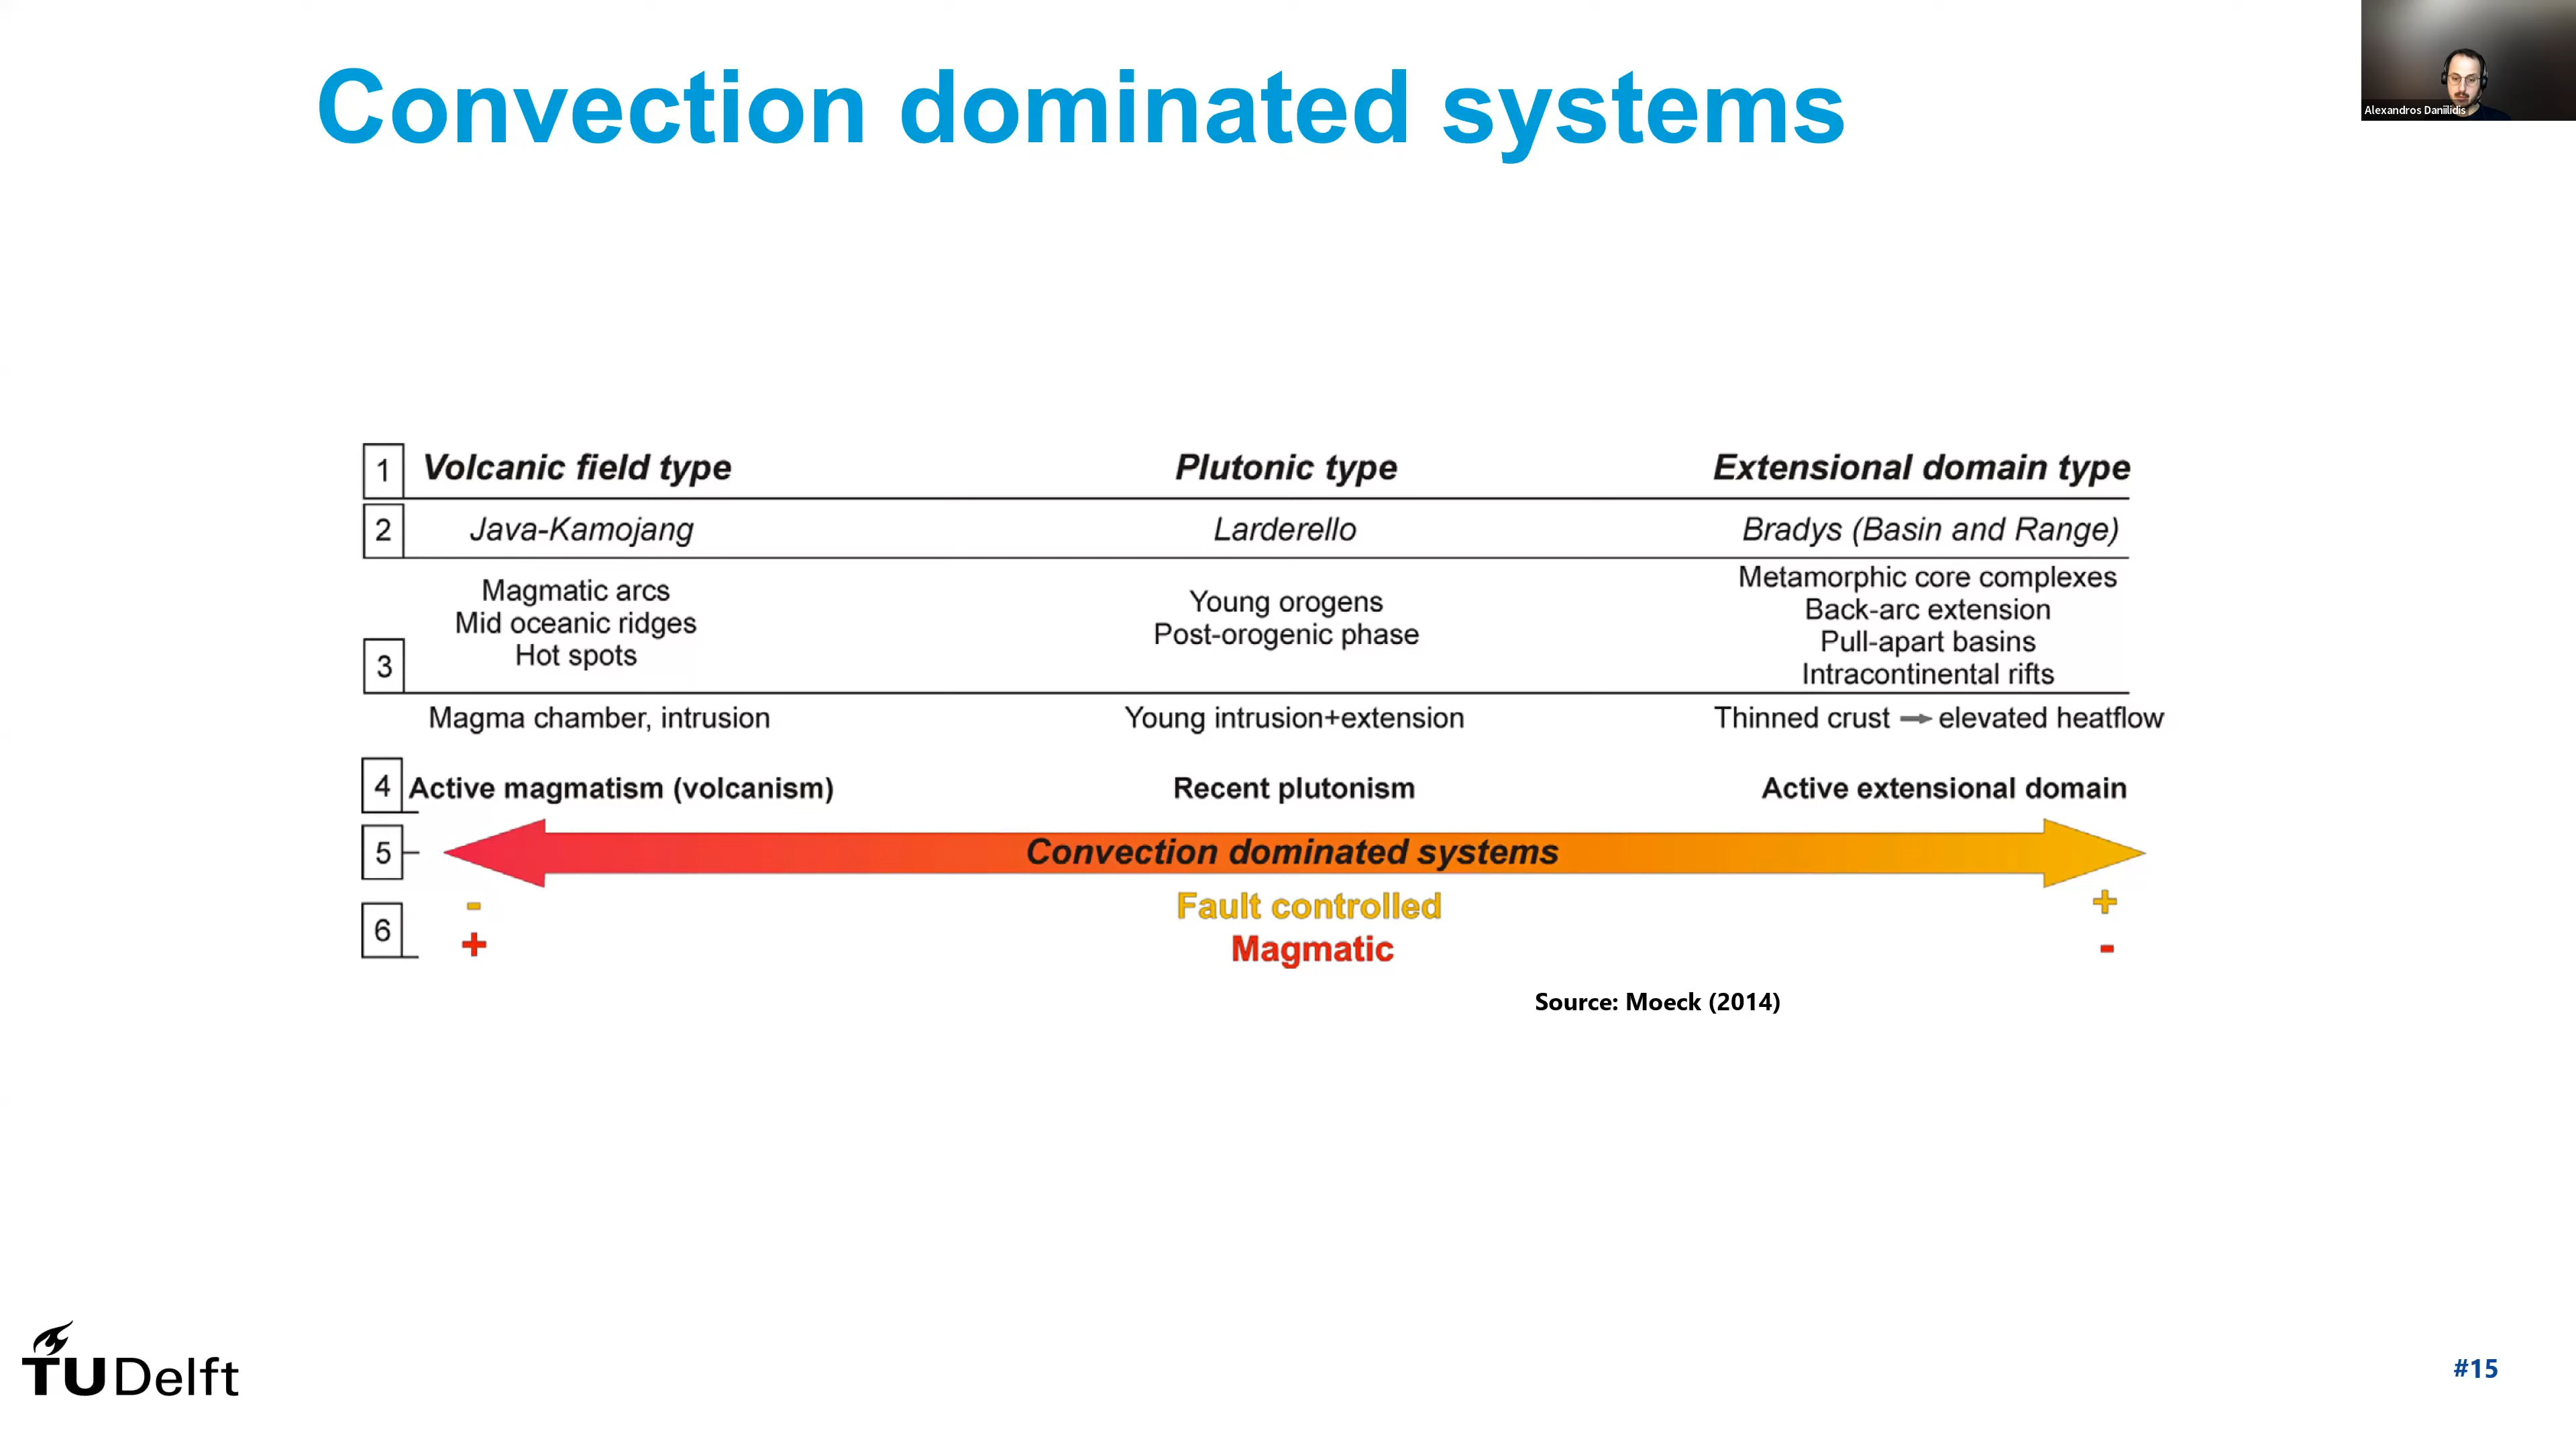 Convection dominated systems
Alexandros Daniilidis
1 Volcanic field type Plutonic type Extensional domain type
2 Java-Kamojang Larderello Bradys (Basin and Range)
3
Magmatic arcs
Mid oceanic ridges
Hot spots
Young orogens
Post-orogenic phase
Metamorphic core complexes
Back-arc extension
Pull-apart basins
Intracontinental rifts
Magma chamber, intrusion Young intrusion+extension Thinned crust → elevated heatflow
4 Active magmatism (volcanism) Recent plutonism Active extensional domain
5 Convection dominated systems
6
- Fault controlled +
+ Magmatic -
Source: Moeck (2014)
TUDelft
#15